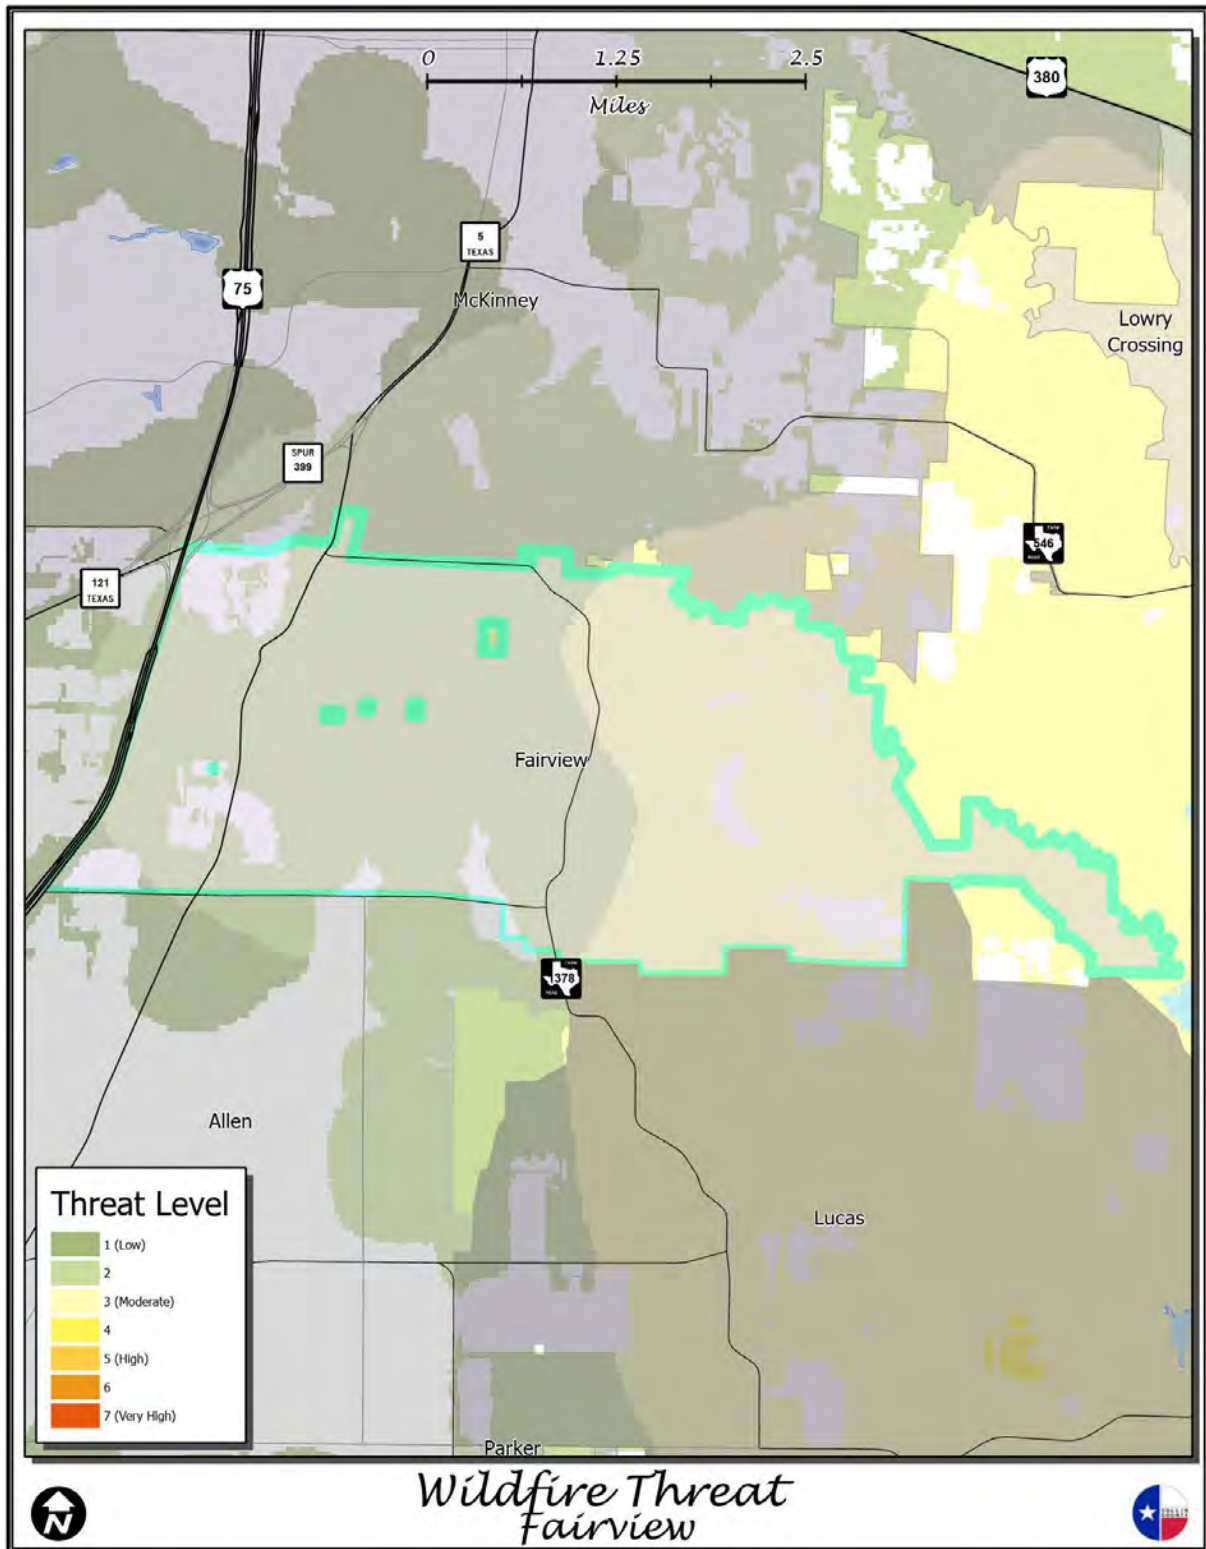 0 1.25 2.5
Miles
380
5
TEXAS
75
McKinney
Lowry
Crossing
SPUR
399
546
121
TEXAS
Fairview
378
Allen
Threat Level
1 (Low)
2
3 (Moderate)
4
5 (High)
6
7 (Very High)
Lucas
Parker
Wildfire Threat
Fairview
N